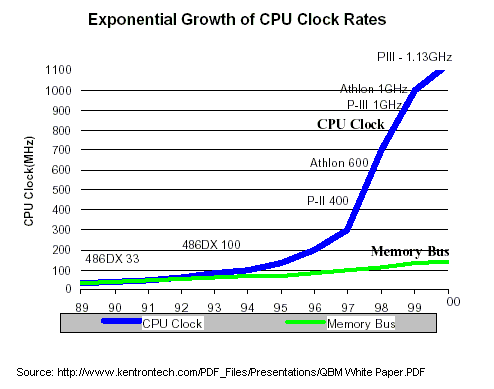 Exponential Growth of CPU Clock Rates
PIII - 1.13GHz
1100
Athlon 1GHz
1000
P-III 1GHz
900
CPU Clock
800
700
Athlon 600
600
P-II 400
500
400
300
486DX 100
200
Memory Bus
486DX 33
100
0
CPU Clock(MHz)
89 90 91 92 93 94 95 96 97 98 99 00
CPU Clock Memory Bus
Source: http://www.kentrontech.com/PDF_Files/Presentations/QBM White Paper.PDF